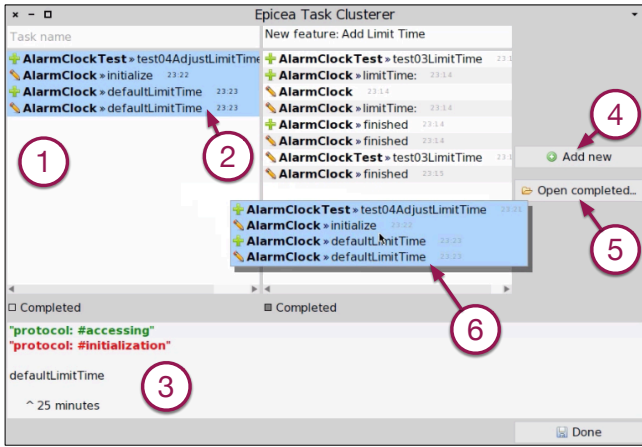 Epicea Task Clusterer
Task name
New feature: Add Limit Time
AlarmClockTest » test04AdjustLimitTime
AlarmClock » initialize 23:22
AlarmClock » defaultLimitTime 23:23
AlarmClock » defaultLimitTime 23:23
AlarmClockTest » test03LimitTime
AlarmClock » limitTime: 23:14
AlarmClock 23:14
AlarmClock » limitTime: 23:14
AlarmClock » finished 23:14
AlarmClock » finished 23:14
AlarmClockTest » test03LimitTime
AlarmClock » finished 23:15
AlarmClockTest » test04AdjustLimitTime 23:21
AlarmClock » initialize 23:22
AlarmClock » defaultLimitTime 23:23
AlarmClock » defaultLimitTime 23:23
1
2
4
Add new
Open completed...
5
6
Completed
Completed
"protocol: #accessing"
"protocol: #initialization"
defaultLimitTime
3
^ 25 minutes
Done